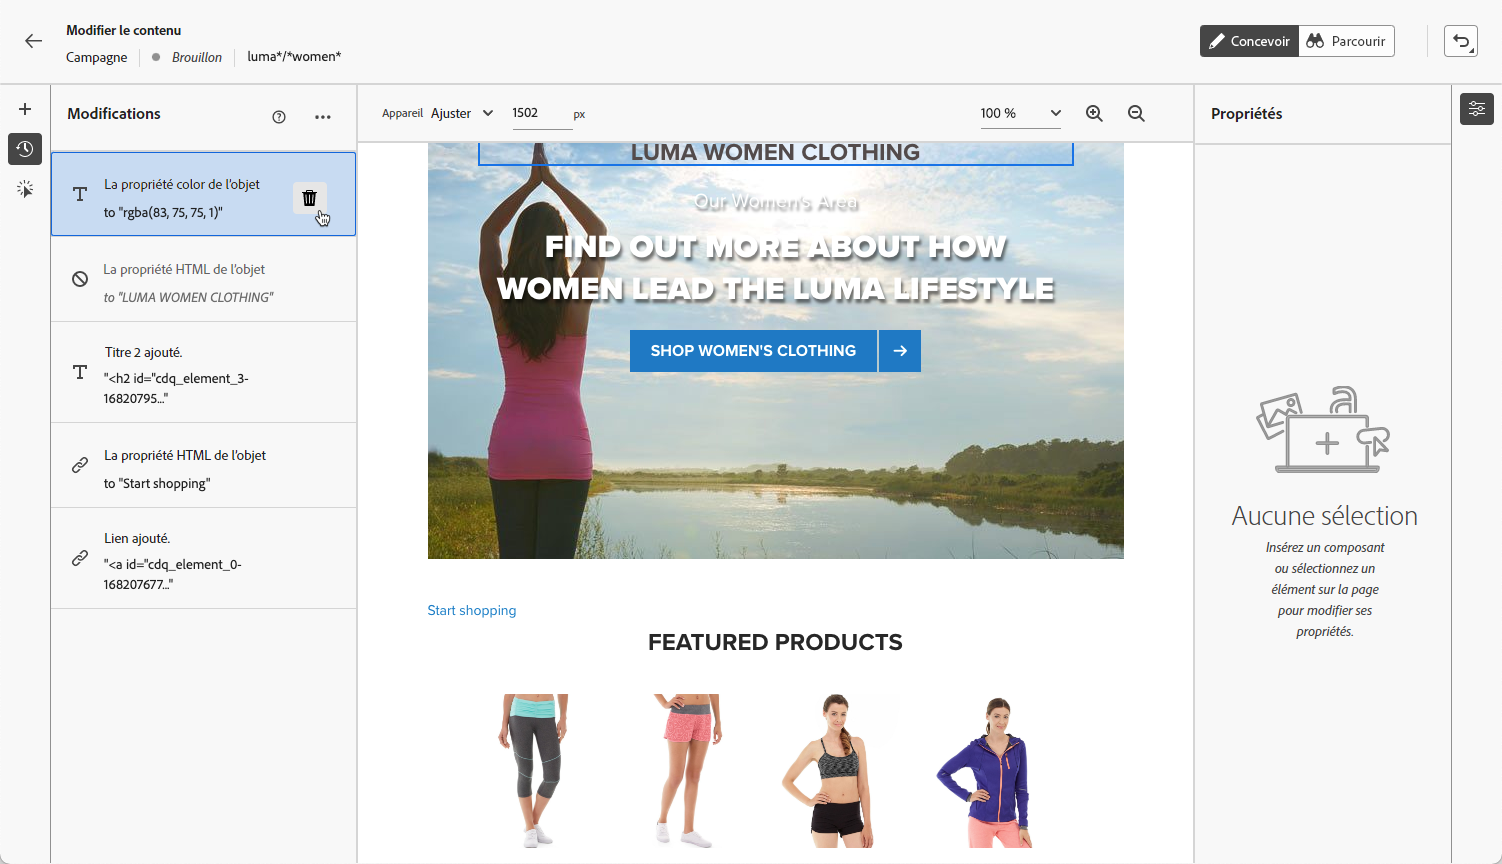 Modifier le contenu
Campagne
Brouillon
luma*/*women*
Concevoir
Parcourir
Modifications
Appareil Ajuster
1502 px
100 %
Propriétés
La propriété color de l'objet
to "rgba(83, 75, 75, 1)"
La propriété HTML de l'objet
to "LUMA WOMEN CLOTHING"
Titre 2 ajouté.
"<h2 id="cdq_element_3-
16820795..."
La propriété HTML de l'objet
to "Start shopping"
Lien ajouté.
"<a id="cdq_element_0-
168207677..."
LUMA WOMEN CLOTHING
Our Women's Area
FIND OUT MORE ABOUT HOW
WOMEN LEAD THE LUMA LIFESTYLE
SHOP WOMEN'S CLOTHING
Start shopping
FEATURED PRODUCTS
Aucune sélection
Insérez un composant
ou sélectionnez un
élément sur la page
pour modifier ses
propriétés.